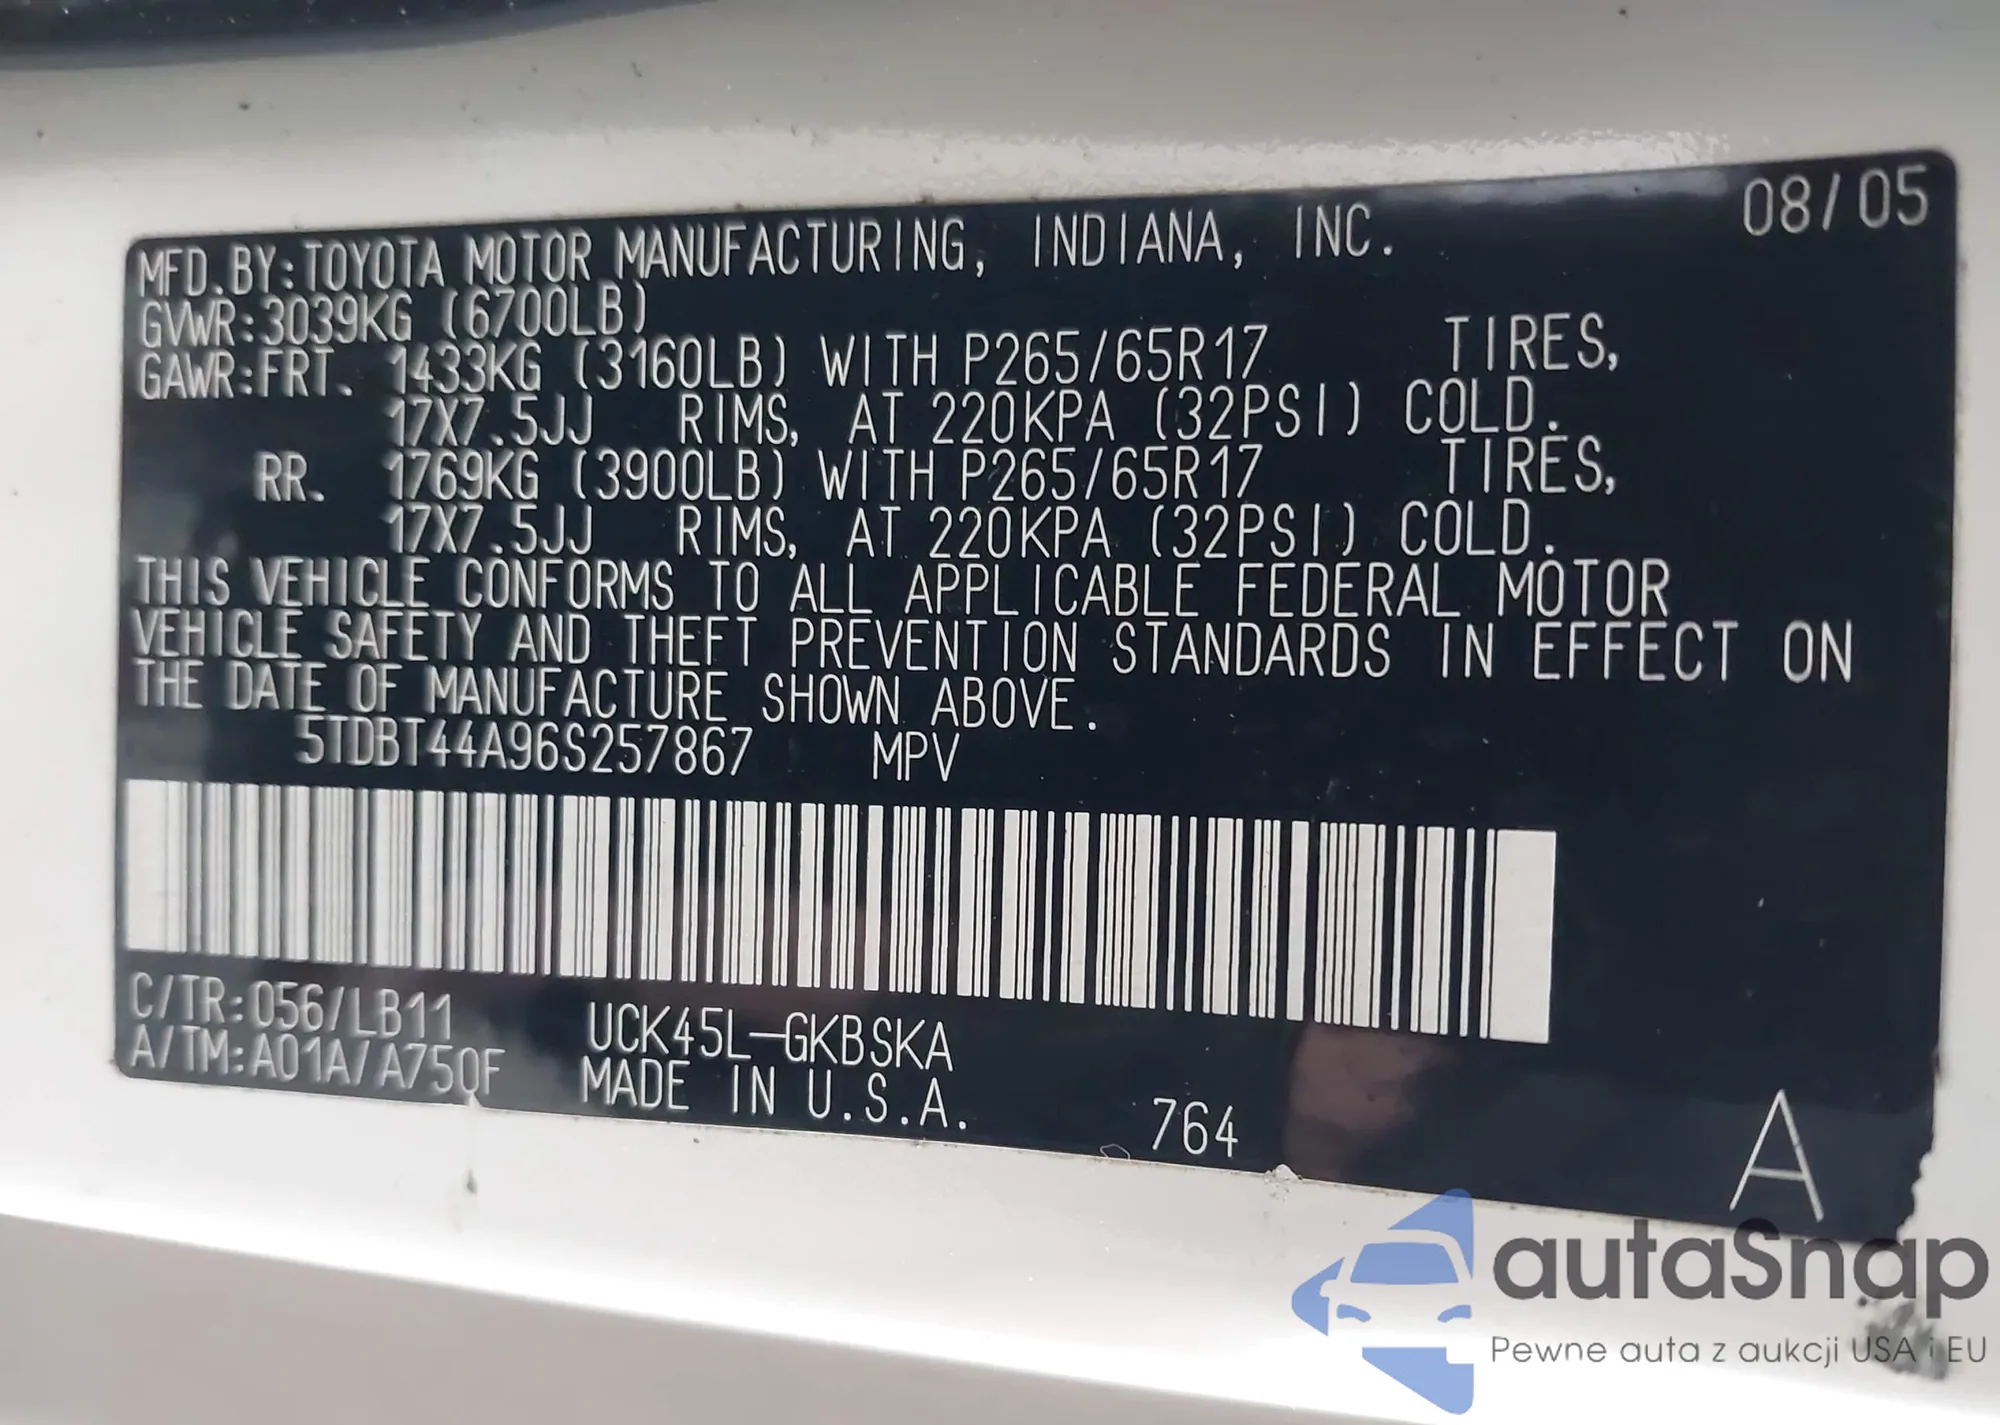 08/05
MFD.BY:TOYOTA MOTOR MANUFACTURING, INDIANA, INC.
GVWR:3039KG (6700LB)
GAWR:FRT. 1433KG (3160LB) WITH P265/65R17 TIRES,
17X7.5JJ RIMS, AT 220KPA (32PSI) COLD.
RR. 1769KG (3900LB) WITH P265/65R17 TIRES,
17X7.5JJ RIMS, AT 220KPA (32PSI) COLD.
THIS VEHICLE CONFORMS TO ALL APPLICABLE FEDERAL MOTOR
VEHICLE SAFETY AND THEFT PREVENTION STANDARDS IN EFFECT ON
THE DATE OF MANUFACTURE SHOWN ABOVE.
5TDBT44A96S257867 MPV
C/TR:056/LB11 UCK45L-GKBSKA
A/TM:A01A/A750F MADE IN U.S.A.
764
A
autaSnap
Pewne auta z aukcji USA i EU